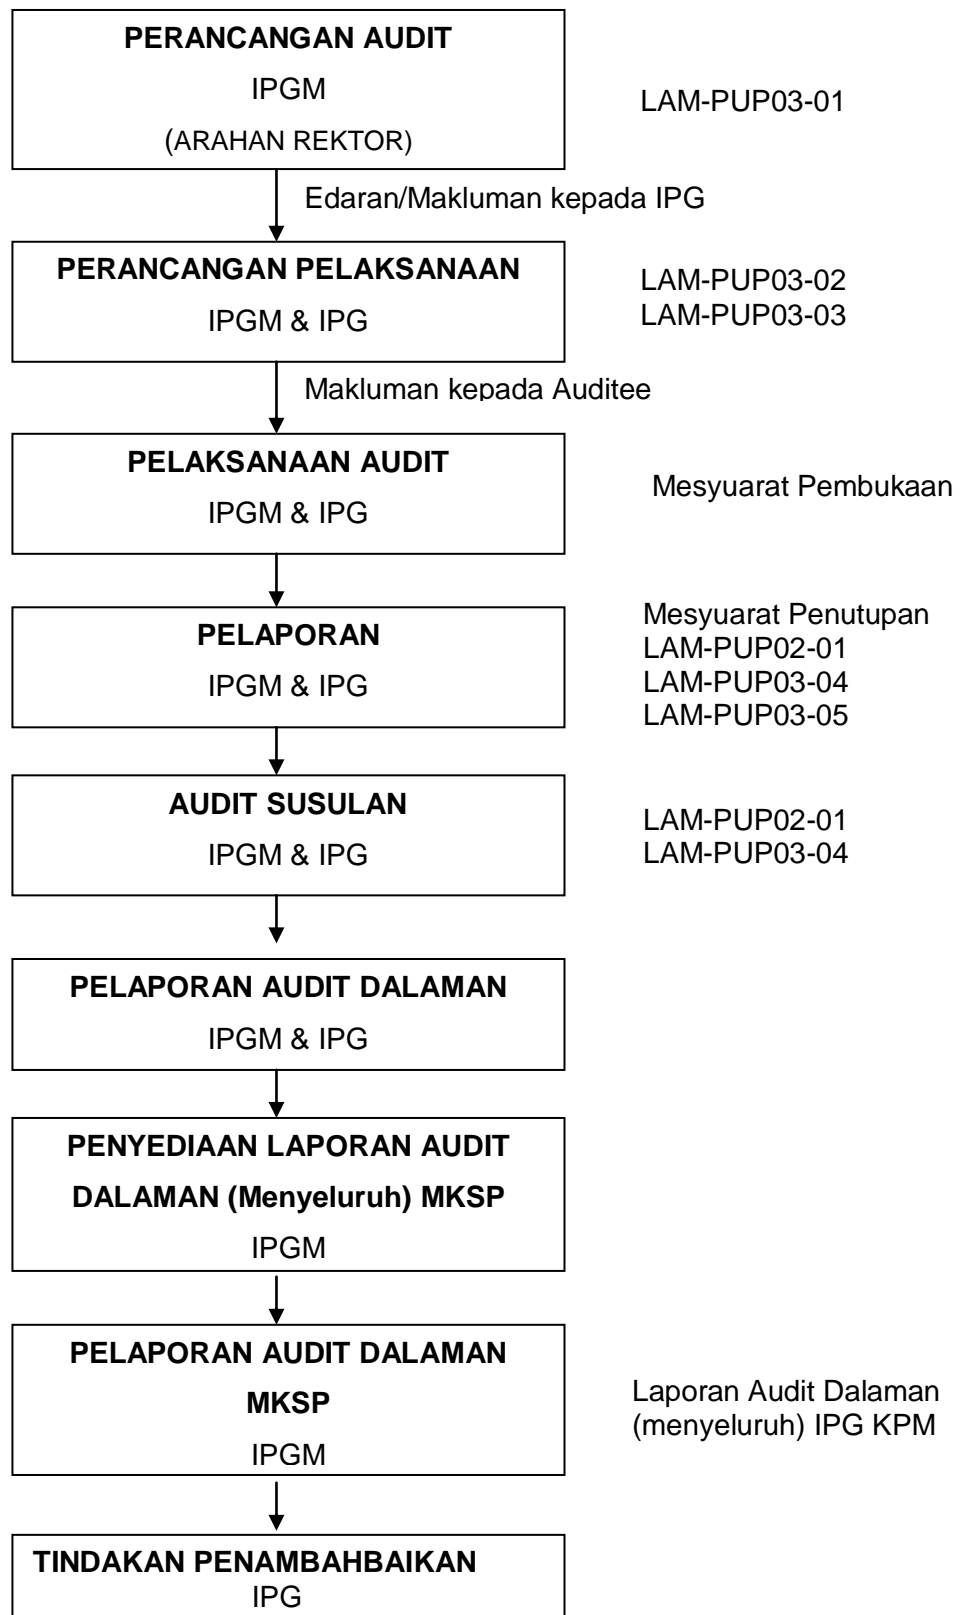 PERANCANGAN AUDIT
IPGM
(ARAHAN REKTOR)
LAM-PUP03-01
Edaran/Makluman kepada IPG
PERANCANGAN PELAKSANAAN
IPGM & IPG
LAM-PUP03-02
LAM-PUP03-03
Makluman kepada Auditee
PELAKSANAAN AUDIT
IPGM & IPG
Mesyuarat Pembukaan
PELAPORAN
IPGM & IPG
Mesyuarat Penutupan
LAM-PUP02-01
LAM-PUP03-04
LAM-PUP03-05
AUDIT SUSULAN
IPGM & IPG
LAM-PUP02-01
LAM-PUP03-04
PELAPORAN AUDIT DALAMAN
IPGM & IPG
PENYEDIAAN LAPORAN AUDIT
DALAMAN (Menyeluruh) MKSP
IPGM
PELAPORAN AUDIT DALAMAN
MKSP
IPGM
Laporan Audit Dalaman
(menyeluruh) IPG KPM
TINDAKAN PENAMBAHBAIKAN
IPG